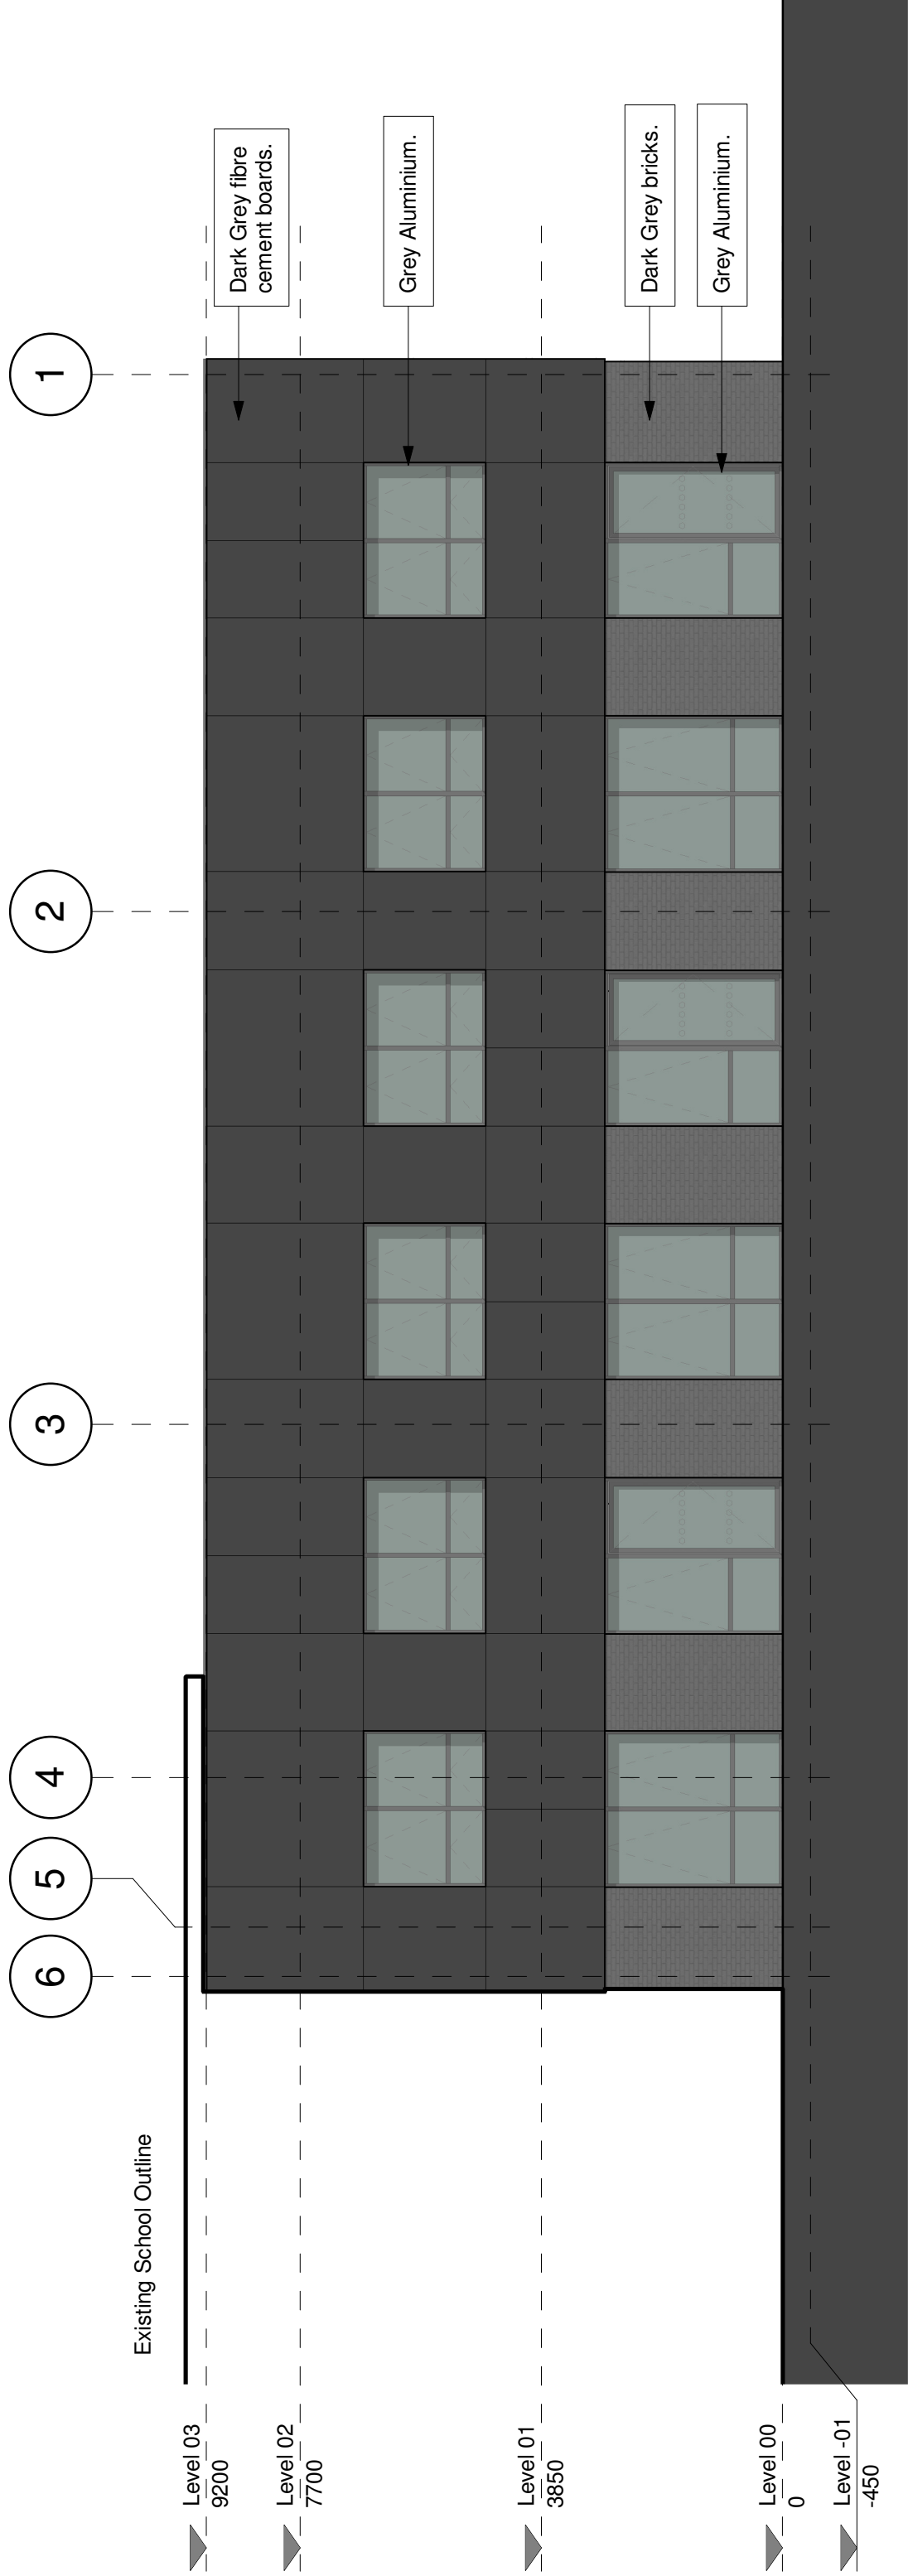 6
5
4
3
2
1
Existing School Outline
Level 03
9200
Level 02
7700
Level 01
3850
Level 00
0
Level -01
-450
Dark Grey fibre
cement boards.
Grey Aluminium.
Dark Grey bricks.
Grey Aluminium.